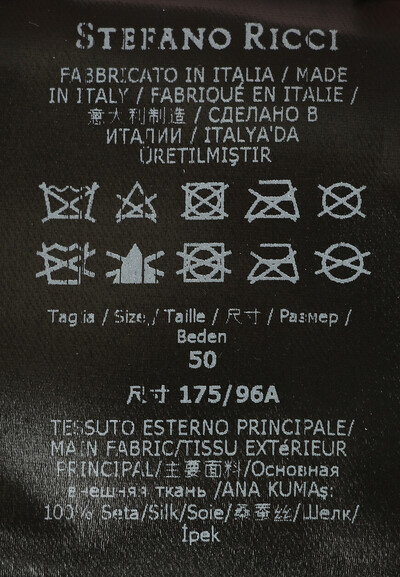 STEFANO RICCI
FABBRICATO IN ITALIA / MADE
IN ITALY / FABRIQUÉ EN ITALIE /
意大利制造 / СДЕЛАНО В
ИТАЛИИ / ITALYA'DA
ÜRETILMIŞTIR
Taglia / Size / Taille / 尺寸 / Размер /
Beden
50
尺寸 175/96A
TESSUTO ESTERNO PRINCIPALE/
MAIN FABRIC/TISSU EXTéRIEUR
PRINCIPAL/主要面料/Основная
внешняя ткань /ANA KUMAş:
100% Seta/Silk/Soie/桑蚕丝/Шелк/
İpek